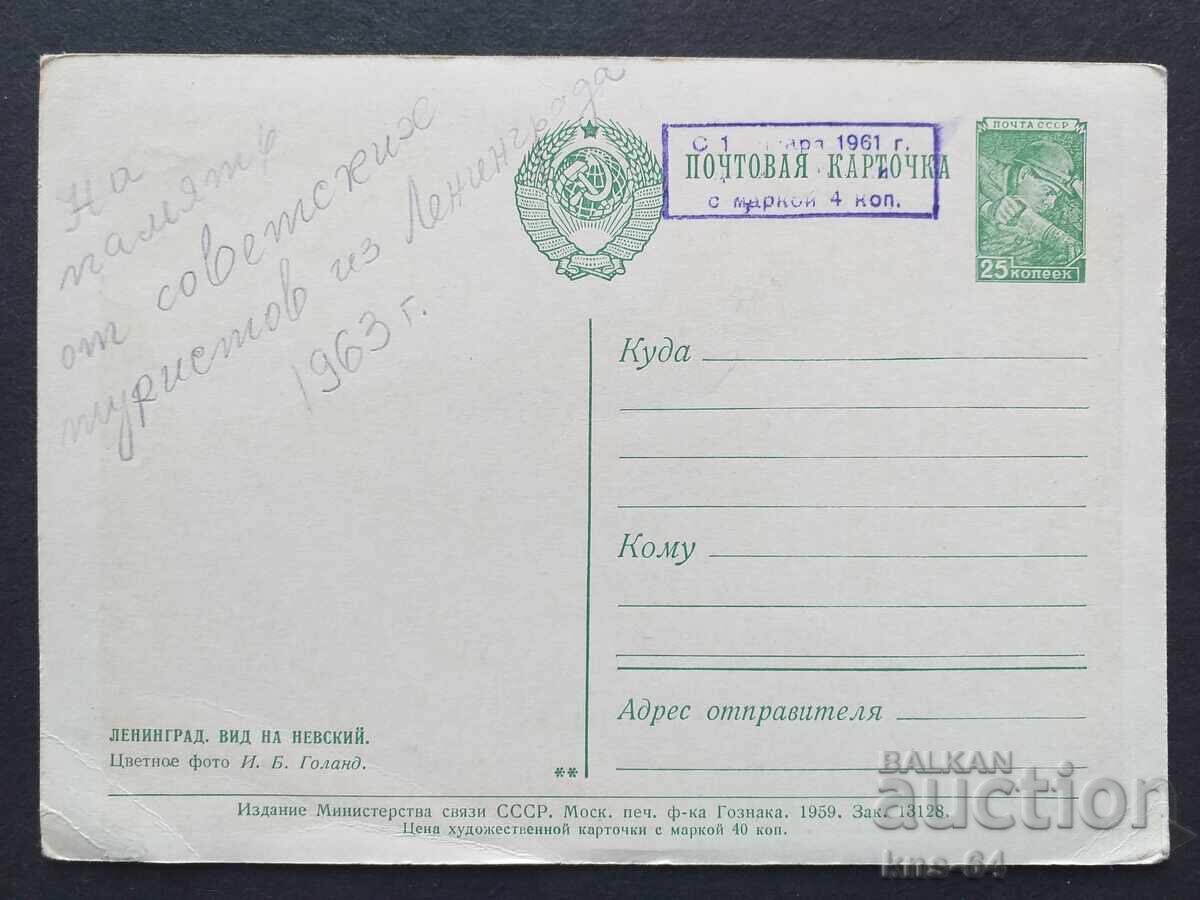 На
память
от советских
туристов из Ленинграда
1963 г.
С 1 1961 г.
ПОЧТОВАЯ КАРТОЧКА
с маркой 4 коп.
ПОЧТА СССР
25 копеек
Куда
Кому
Адрес отправителя
ЛЕНИНГРАД. ВИД НА НЕВСКИЙ.
Цветное фото И. Б. Голанд.
**
Издание Министерства связи СССР. Моск. печ. ф-ка Гознака. 1959. Зак. 13128.
Цена художественной карточки с маркой 40 коп.
BALKAN
auction
kns-64